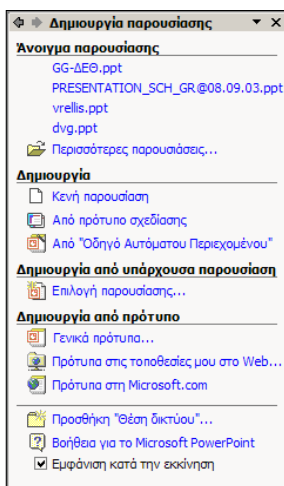 Δημιουργία παρουσίασης
Άνοιγμα παρουσίασης
GG-ΔΕΘ.ppt
PRESENTATION_SCH_GR@08.09.03.ppt
vrellis.ppt
dvg.ppt
Περισσότερες παρουσιάσεις...
Δημιουργία
Κενή παρουσίαση
Από πρότυπο σχεδίασης
Από "Οδηγό Αυτόματου Περιεχομένου"
Δημιουργία από υπάρχουσα παρουσίαση
Επιλογή παρουσίασης...
Δημιουργία από πρότυπο
Γενικά πρότυπα...
Πρότυπα στις τοποθεσίες μου στο Web...
Πρότυπα στη Microsoft.com
Προσθήκη "Θέση δικτύου"...
Βοήθεια για το Microsoft PowerPoint
Εμφάνιση κατά την εκκίνηση